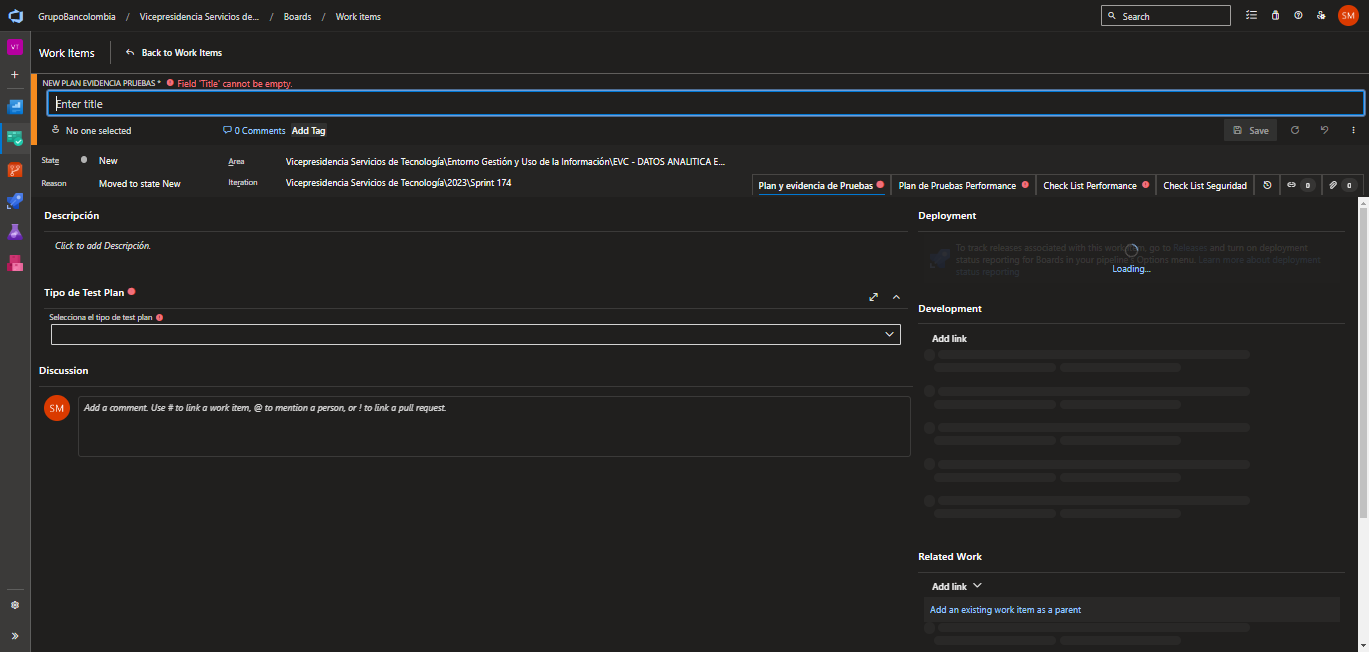 GrupoBancolombia / Vicepresidencia Servicios de... / Boards / Work items
Search
SM
VT
Work Items
Back to Work Items
NEW PLAN EVIDENCIA PRUEBAS * Field 'Title' cannot be empty.
Enter title
No one selected
0 Comments
Add Tag
Save
State
New
Area
Vicepresidencia Servicios de Tecnología\Entorno Gestión y Uso de la Información\EVC - DATOS ANALITICA E...
Reason
Moved to state New
Iteration
Vicepresidencia Servicios de Tecnología\2023\Sprint 174
Plan y evidencia de Pruebas
Plan de Pruebas Performance
Check List Performance
Check List Seguridad
0
0
Descripción
Click to add Descripción.
Tipo de Test Plan
Selecciona el tipo de test plan
Discussion
SM
Add a comment. Use # to link a work item, @ to mention a person, or ! to link a pull request.
Deployment
To track releases associated with this work item, go to Releases and turn on deployment
status reporting for Boards in your pipeline's Options menu. Learn more about deployment
status reporting
Loading...
Development
Add link
Related Work
Add link
Add an existing work item as a parent